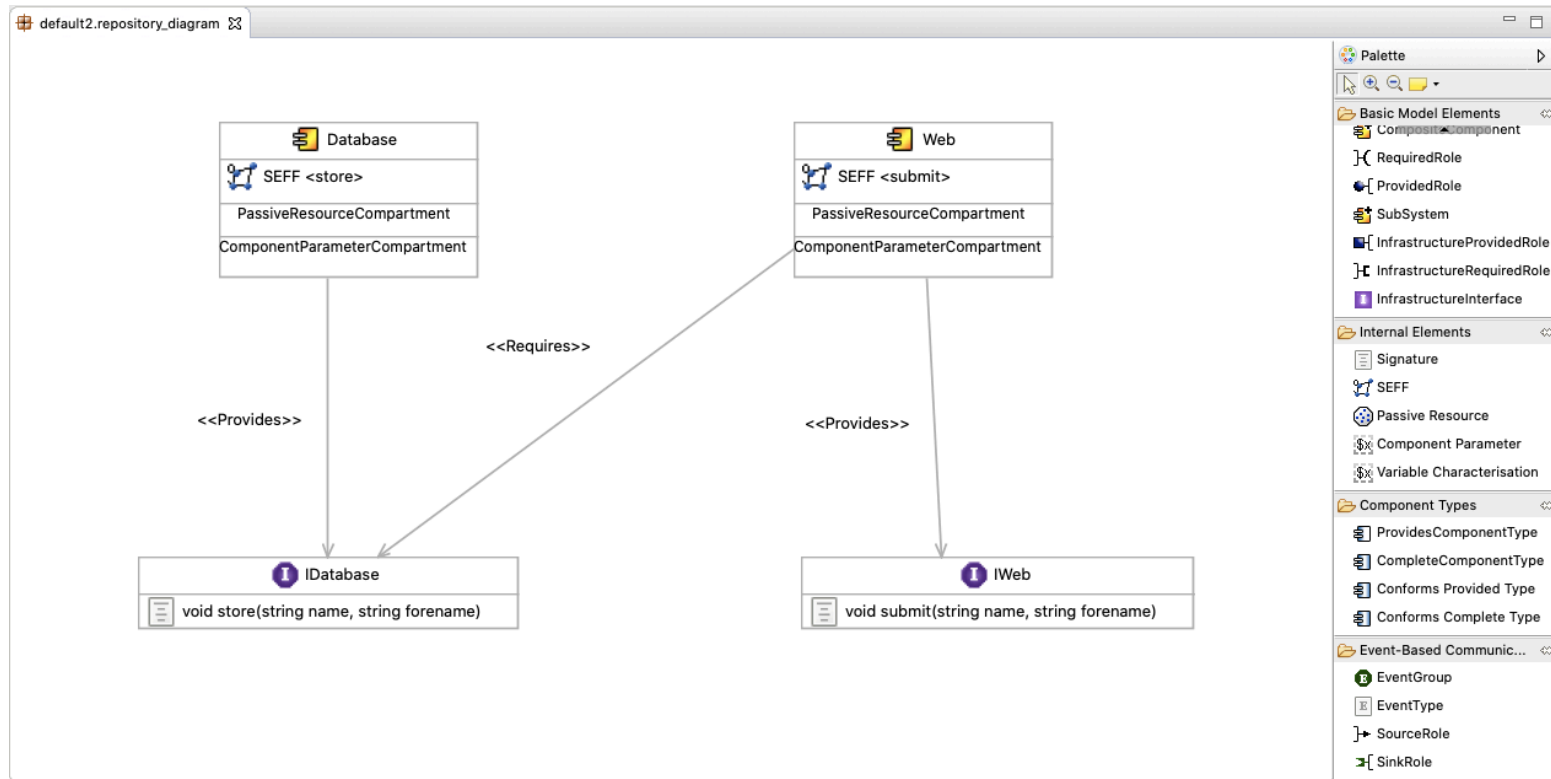 default2.repository_diagram
Palette
Basic Model Elements
CompositeComponent
RequiredRole
ProvidedRole
SubSystem
InfrastructureProvidedRole
InfrastructureRequiredRole
InfrastructureInterface
Internal Elements
Signature
SEFF
Passive Resource
Component Parameter
Variable Characterisation
Component Types
ProvidesComponentType
CompleteComponentType
Conforms Provided Type
Conforms Complete Type
Event-Based Communic...
EventGroup
EventType
SourceRole
SinkRole
Database
SEFF <store>
PassiveResourceCompartment
ComponentParameterCompartment
Web
SEFF <submit>
PassiveResourceCompartment
ComponentParameterCompartment
<<Requires>>
<<Provides>>
<<Provides>>
IDatabase
void store(string name, string forename)
IWeb
void submit(string name, string forename)